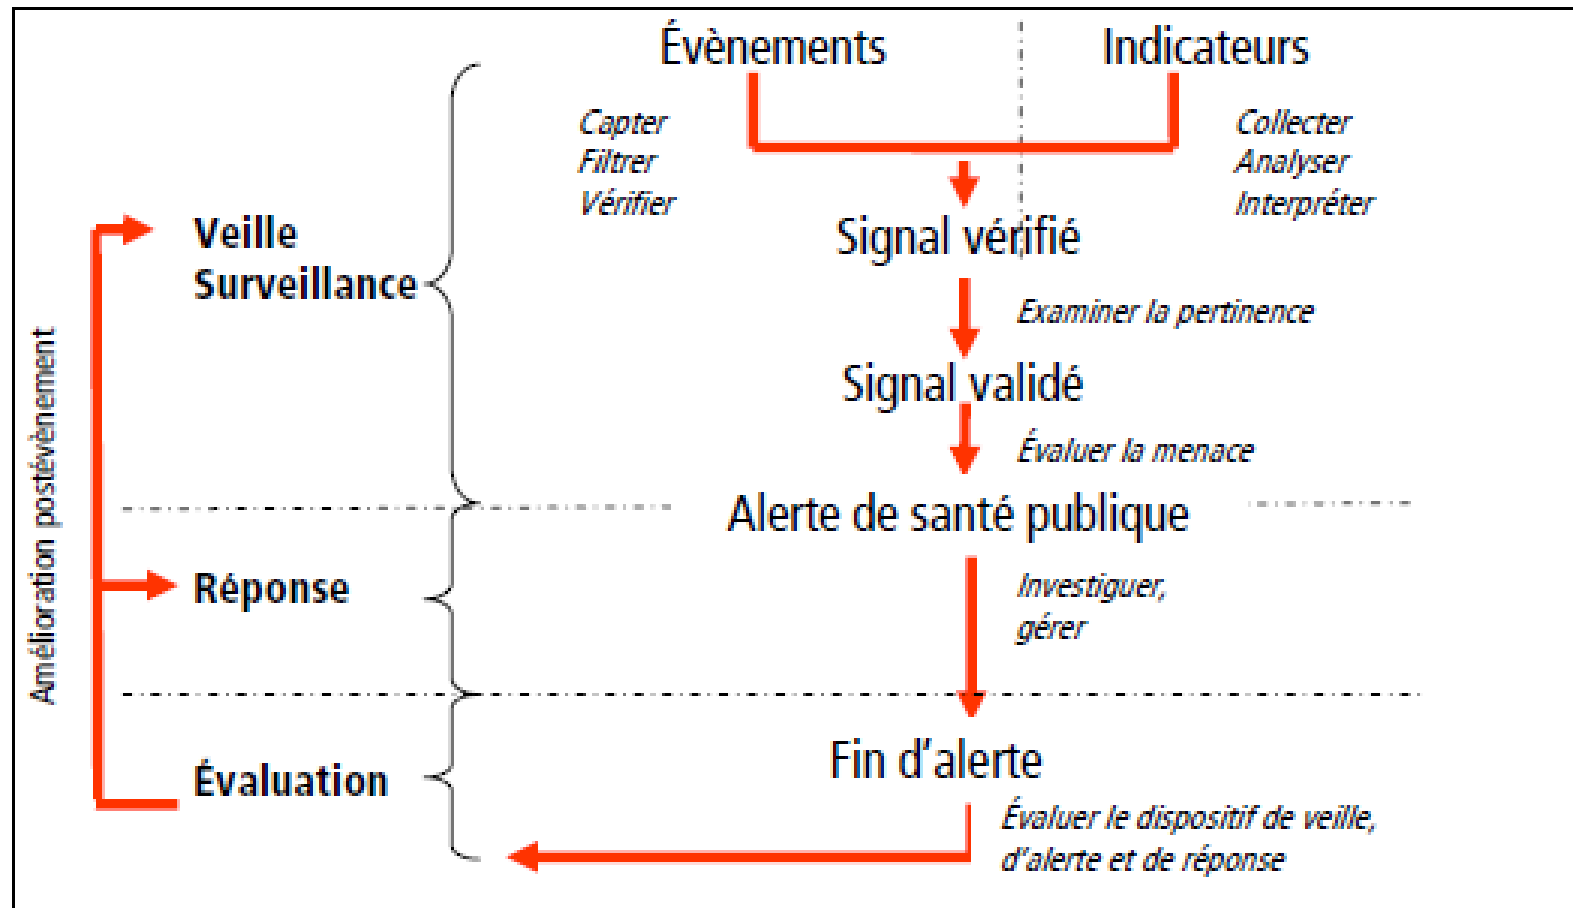 Évènements
Indicateurs
Capter
Filtrer
Vérifier
Collecter
Analyser
Interpréter
Veille
Surveillance
Signal vérifié
Examiner la pertinence
Signal validé
Évaluer la menace
Alerte de santé publique
Réponse
Investiguer,
gérer
Amélioration postévènement
Évaluation
Fin d'alerte
Évaluer le dispositif de veille,
d'alerte et de réponse